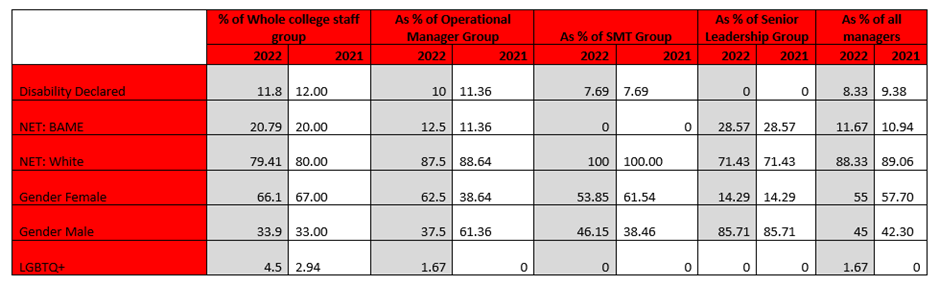 % of Whole college staff group As % of Operational Manager Group As % of SMT Group As % of Senior Leadership Group As % of all managers
2022 2021 2022 2021 2022 2021 2022 2021 2022 2021
Disability Declared 11.8 12.00 10 11.36 7.69 7.69 0 0 8.33 9.38
NET: BAME 20.79 20.00 12.5 11.36 0 0 28.57 28.57 11.67 10.94
NET: White 79.41 80.00 87.5 88.64 100 100.00 71.43 71.43 88.33 89.06
Gender Female 66.1 67.00 62.5 38.64 53.85 61.54 14.29 14.29 55 57.70
Gender Male 33.9 33.00 37.5 61.36 46.15 38.46 85.71 85.71 45 42.30
LGBTQ+ 4.5 2.94 1.67 0 0 0 0 0 1.67 0